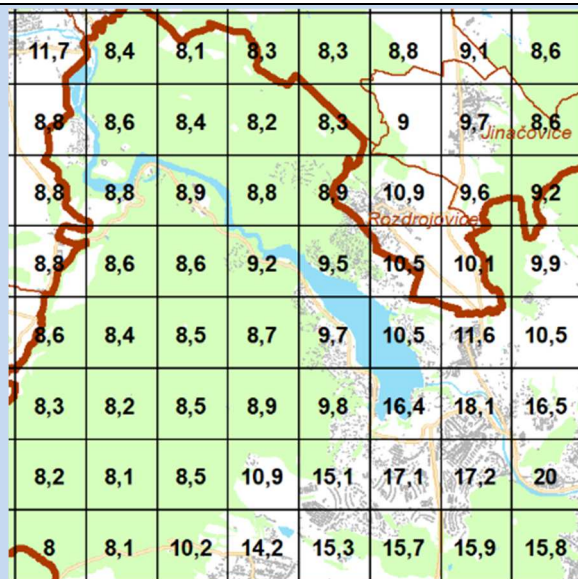 11,7 8,4 8,1 8,3 8,3 8,8 9,1 8,6
8,8 8,6 8,4 8,2 8,3 9 9,7 8,6
Jinačovice
8,8 8,8 8,9 8,8 8,9 10,9 9,6 9,2
Rozdrojovice
8,8 8,6 8,6 9,2 9,5 10,5 10,1 9,9
8,6 8,4 8,5 8,7 9,7 10,5 11,6 10,5
8,3 8,2 8,5 8,9 9,8 16,4 18,1 16,5
8,2 8,1 8,5 10,9 15,1 17,1 17,2 20
8 8,1 10,2 14,2 15,3 15,7 15,9 15,8